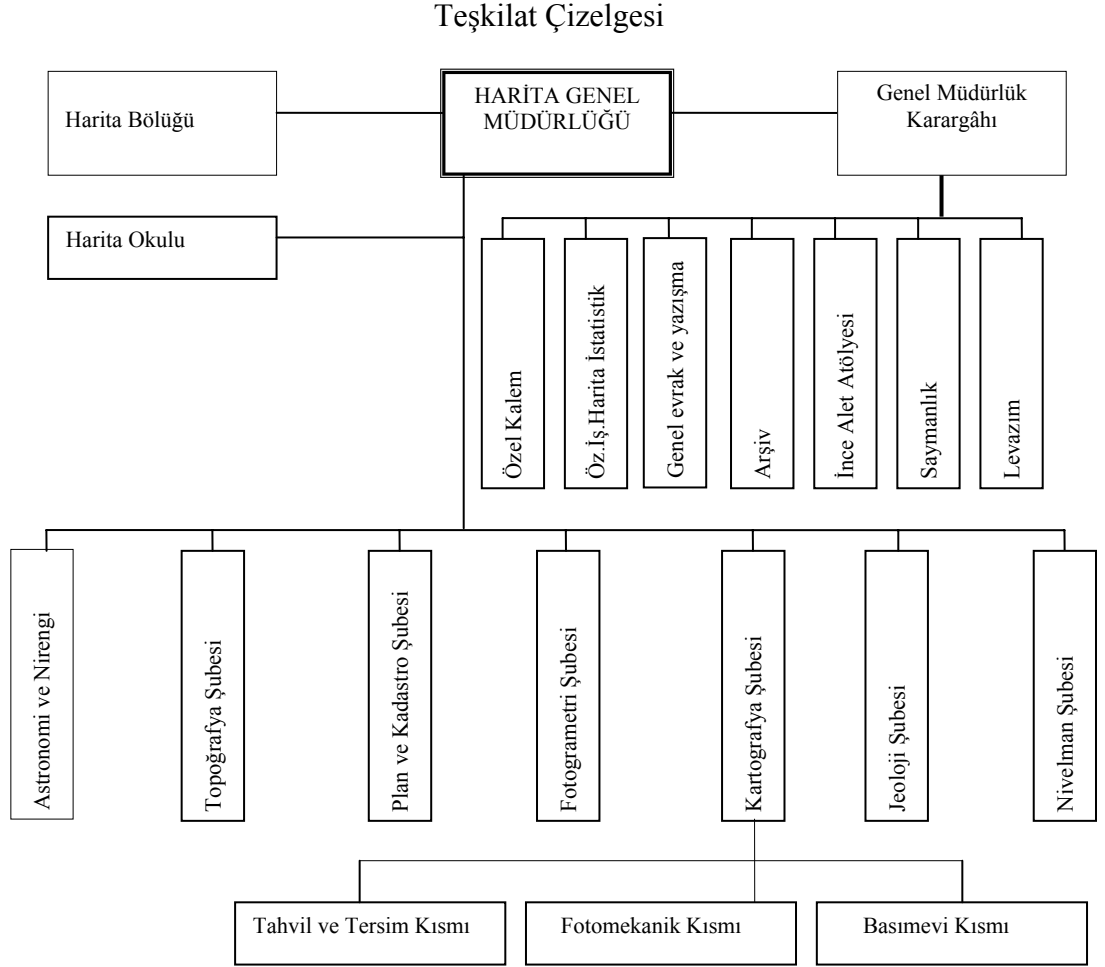 Teşkilat Çizelgesi
Harita Bölüğü
HARİTA GENEL
MÜDÜRLÜĞÜ
Genel Müdürlük
Karargâhı
Harita Okulu
Özel Kalem
Öz.İş.Harita İstatistik
Genel evrak ve yazışma
Arşiv
İnce Alet Atölyesi
Saymanlık
Levazım
Astronomi ve Nirengi
Topoğrafya Şubesi
Plan ve Kadastro Şubesi
Fotogrametri Şubesi
Kartografya Şubesi
Jeoloji Şubesi
Nivelman Şubesi
Tahvil ve Tersim Kısmı
Fotomekanik Kısmı
Basımevi Kısmı